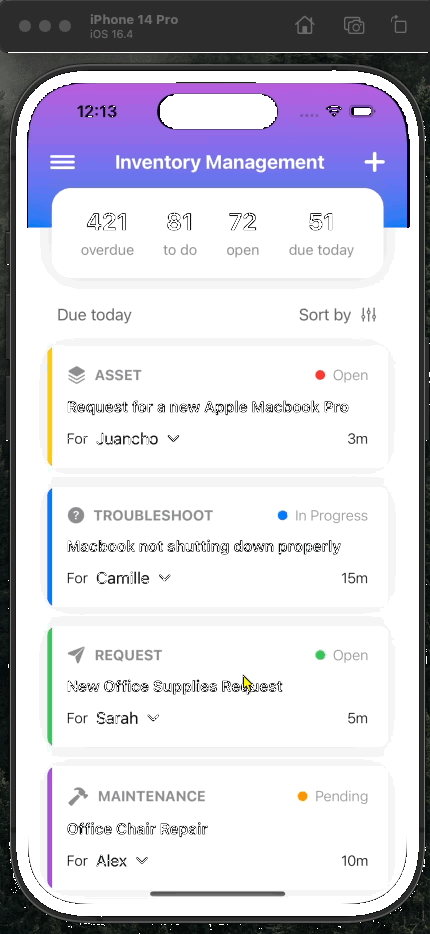 iPhone 14 Pro
iOS 16.4
12:13
Inventory Management
421 81 72 51
overdue to do open due today
Due today Sort by
ASSET Open
Request for a new Apple Macbook Pro
For Juancho 3m
TROUBLESHOOT In Progress
Macbook not shutting down properly
For Camille 15m
REQUEST Open
New Office Supplies Request
For Sarah 5m
MAINTENANCE Pending
Office Chair Repair
For Alex 10m